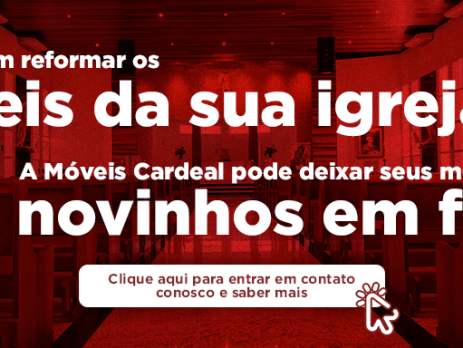 m reformar os
eis da sua igreja
A Móveis Cardeal pode deixar seus m
novinhos em f
Clique aqui para entrar em contato
conosco e saber mais